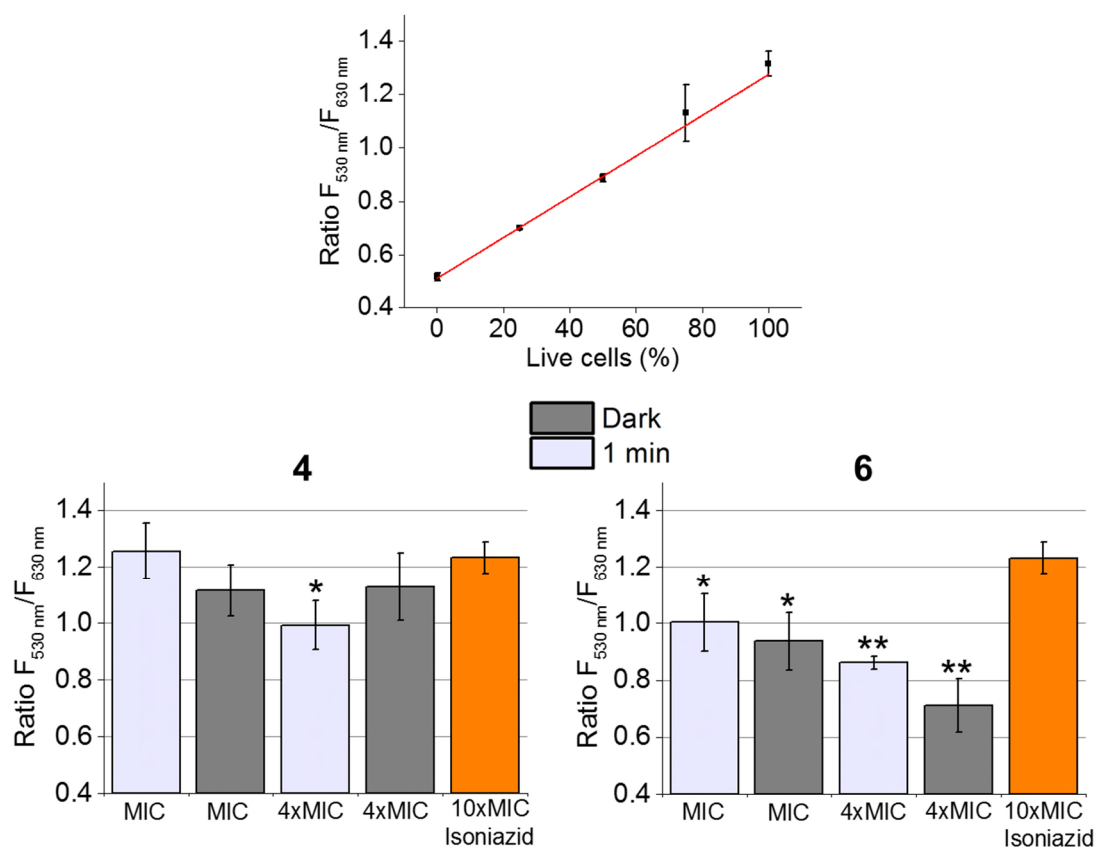 Ratio F530 nm/F630 nm
1.4
1.2
1.0
0.8
0.6
0.4
0 20 40 60 80 100
Live cells (%)
Dark
1 min
4
Ratio F530 nm/F630 nm
1.4
1.2
1.0
0.8
0.6
0.4
*
MIC MIC 4xMIC 4xMIC 10xMIC
Isoniazid
6
Ratio F530 nm/F630 nm
1.4
1.2
1.0
0.8
0.6
0.4
* * ** **
MIC MIC 4xMIC 4xMIC 10xMIC
Isoniazid